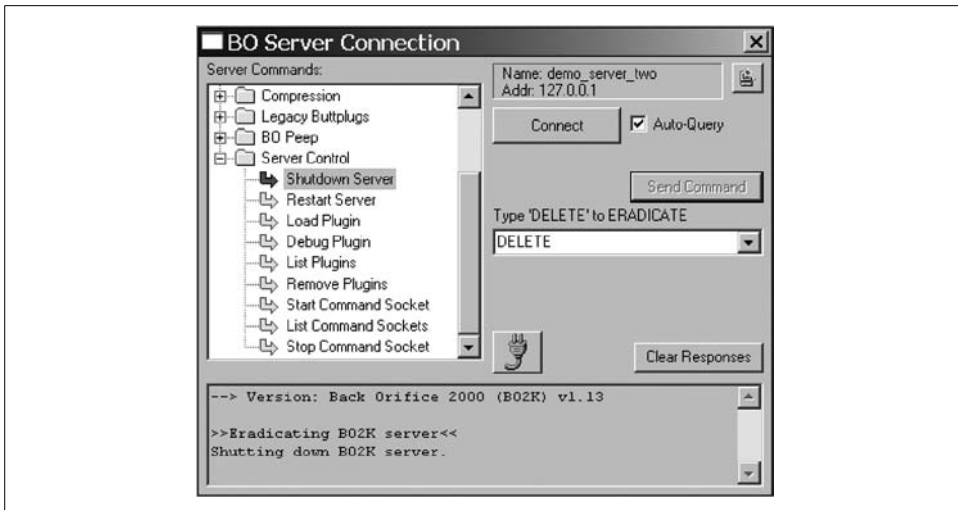 BO Server Connection
Server Commands:
Compression
Legacy Buttplugs
BO Peep
Server Control
Shutdown Server
Restart Server
Load Plugin
Debug Plugin
List Plugins
Remove Plugins
Start Command Socket
List Command Sockets
Stop Command Socket
Name: demo_server_two
Addr: 127.0.0.1
Connect
Auto-Query
Send Command
Type 'DELETE' to ERADICATE
DELETE
Clear Responses
--> Version: Back Orifice 2000 (BO2K) v1.13
>>Eradicating BO2K server<<
Shutting down BO2K server.